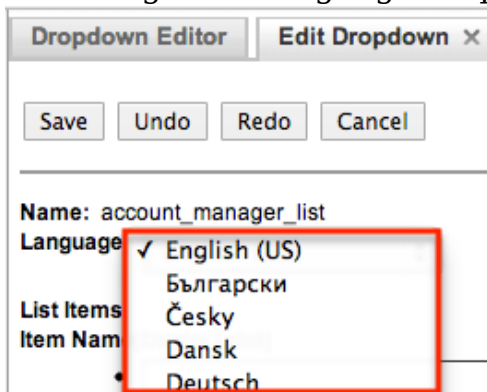 Dropdown Editor Edit Dropdown ×
Save Undo Redo Cancel
Name: account_manager_list
Language ✓ English (US)
Български
List Items Česky
Item Nam Dansk
Deutsch